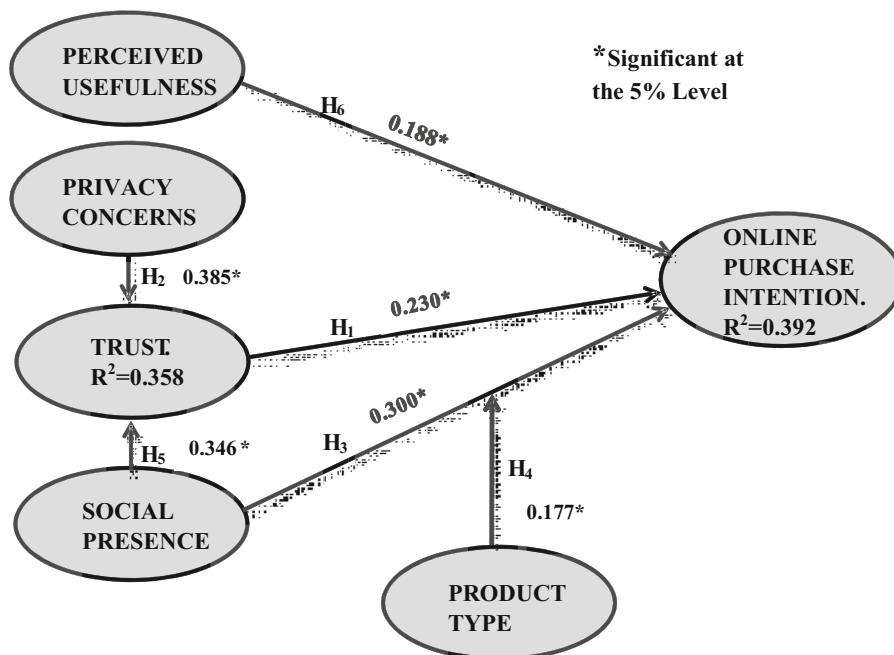 PERCEIVED
USEFULNESS
*Significant at
the 5% Level
H6
0.188*
PRIVACY
CONCERNS
H2 0.385*
ONLINE
PURCHASE
INTENTION.
R²=0.392
0.230*
H1
TRUST.
R²=0.358
0.300*
H5 0.346*
H3
H4
0.177*
SOCIAL
PRESENCE
PRODUCT
TYPE